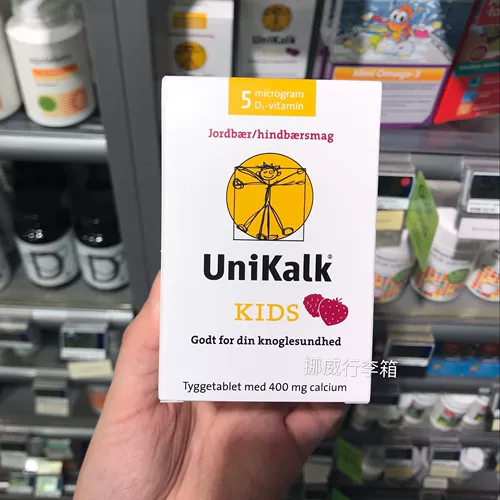 5 microgram
D₃-vitamin
Jordbær/hindbærsmag
UniKalk®
KIDS
Godt for din knoglesundhed
挪威行李箱
Tyggetablet med 400 mg calcium
UniKalk
Mini Omega-3